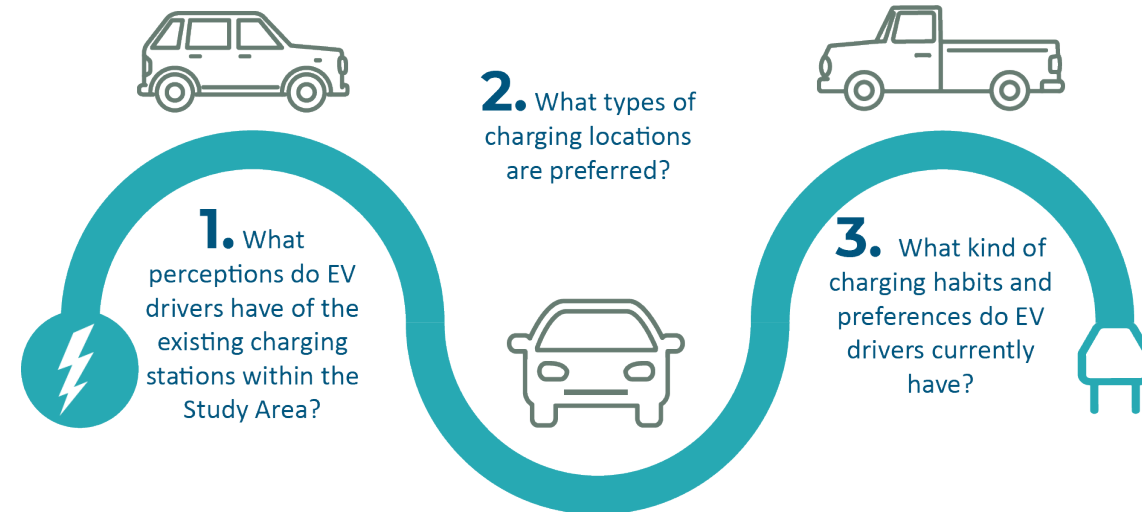 1. What
perceptions do EV
drivers have of the
existing charging
stations within the
Study Area?
2. What types of
charging locations
are preferred?
3. What kind of
charging habits and
preferences do EV
drivers currently
have?